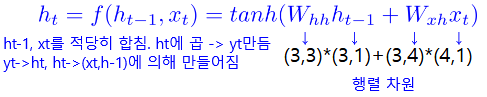 h_t = f(h_{t-1}, x_t) = tanh(W_{hh}h_{t-1} + W_{xh}x_t)
ht-1, xt를 적당히 합침. ht에 곱 -> yt만듬
yt->ht, ht->(xt,h-1)에 의해 만들어짐
↓ ↓ ↓ ↓
(3,3)*(3,1)+(3,4)*(4,1)
행렬 차원